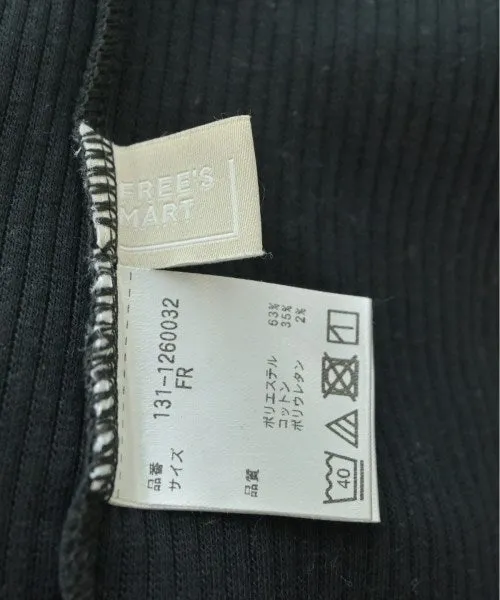 FREE'S
MART
品番 131-1260032
サイズ FR
品質 ポリエステル 63%
コットン 35%
ポリウレタン 2%
40